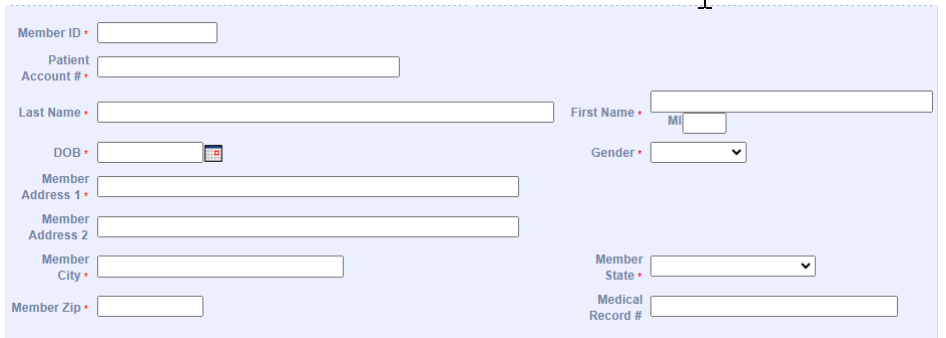 Member ID *
Patient
Account # *
Last Name *
First Name *
MI
DOB *
Gender *
Member
Address 1 *
Member
Address 2
Member
City *
Member
State *
Member Zip *
Medical
Record #